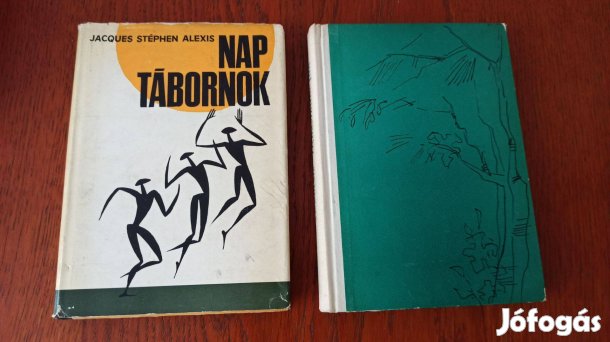 JACQUES STÉPHEN ALEXIS
NAP
TÁBORNOK
Jófogás